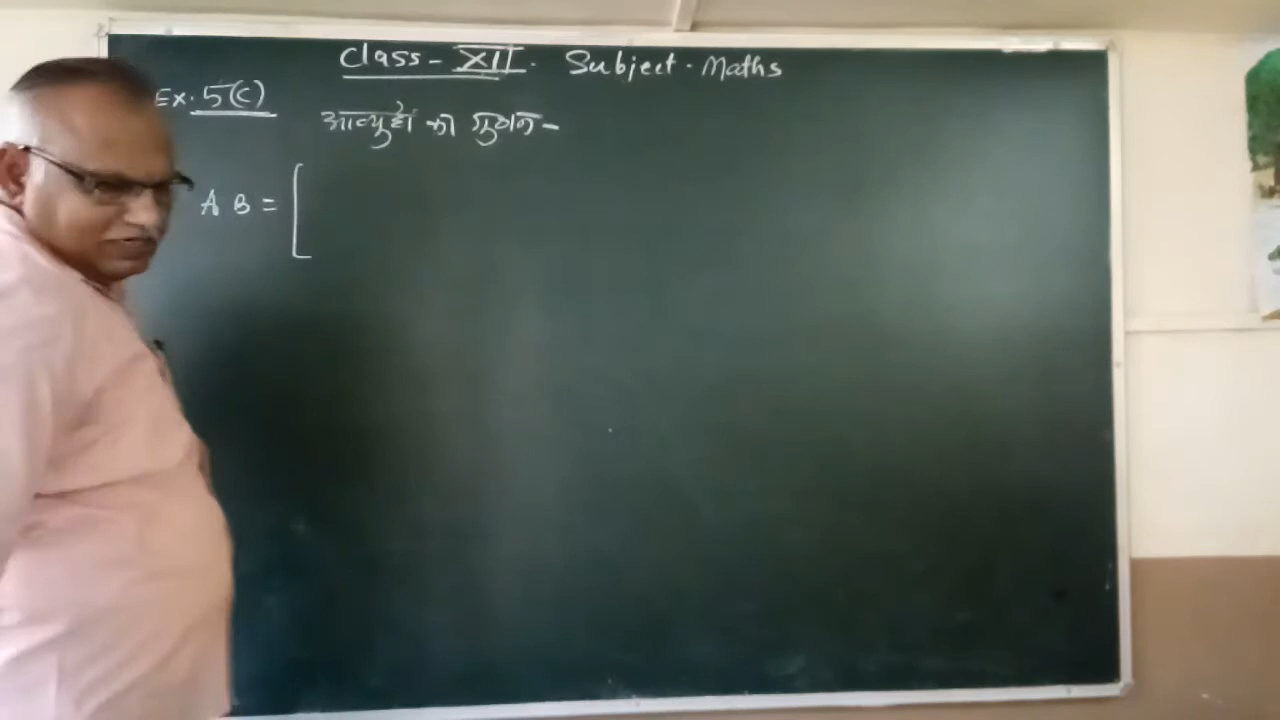 Class - XII. Subject. Maths
Ex. 5(C)
आव्यूहों का गुणन -
A B = [